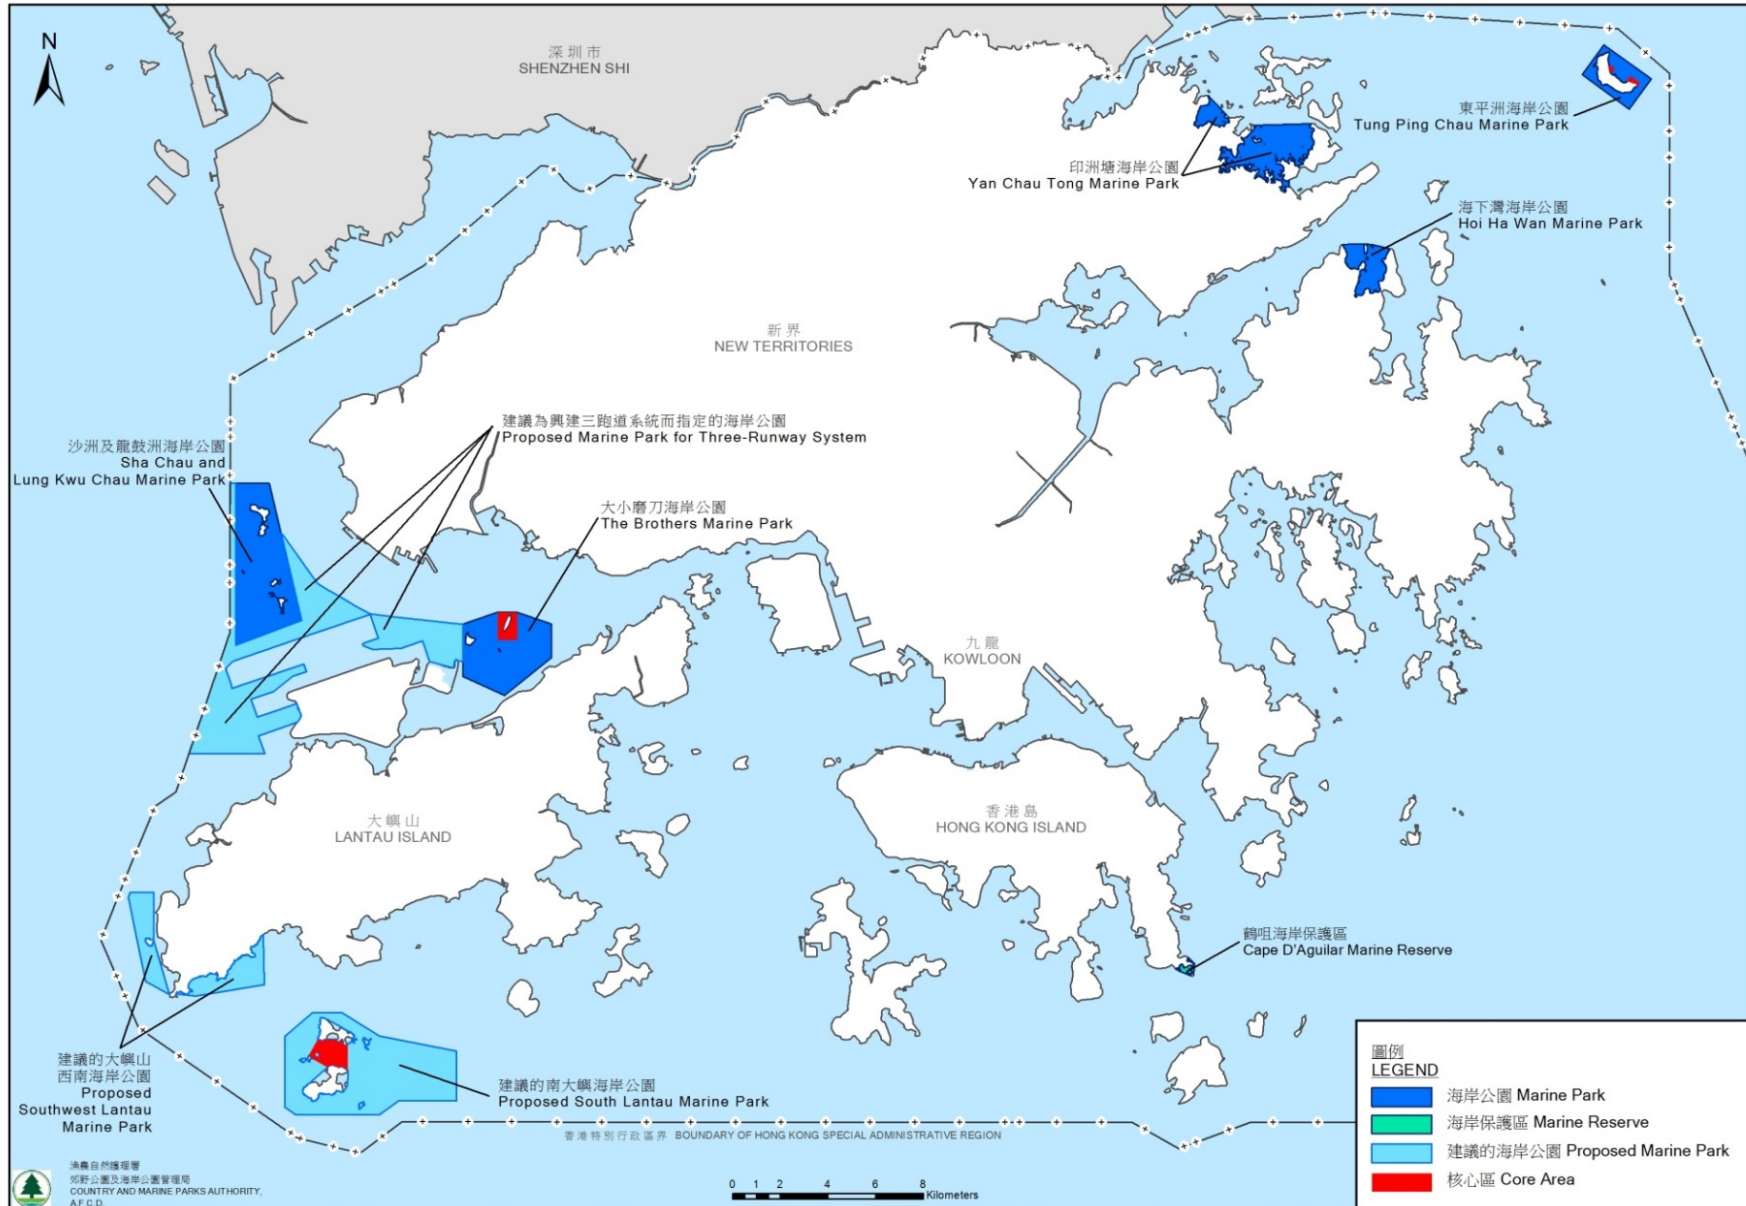 N
深圳市
SHENZHEN SHI
東平洲海岸公園
Tung Ping Chau Marine Park
印洲塘海岸公園
Yan Chau Tong Marine Park
海下灣海岸公園
Hoi Ha Wan Marine Park
新界
NEW TERRITORIES
建議為興建三跑道系統而指定的海岸公園
Proposed Marine Park for Three-Runway System
沙洲及龍鼓洲海岸公園
Sha Chau and
Lung Kwu Chau Marine Park
大小磨刀海岸公園
The Brothers Marine Park
九龍
KOWLOON
大嶼山
LANTAU ISLAND
香港島
HONG KONG ISLAND
鶴咀海岸保護區
Cape D'Aguilar Marine Reserve
建議的大嶼山
西南海岸公園
Proposed
Southwest Lantau
Marine Park
建議的南大嶼海岸公園
Proposed South Lantau Marine Park
香港特別行政區界 BOUNDARY OF HONG KONG SPECIAL ADMINISTRATIVE REGION
圖例
LEGEND
海岸公園 Marine Park
海岸保護區 Marine Reserve
建議的海岸公園 Proposed Marine Park
核心區 Core Area
漁農自然護理署
郊野公園及海岸公園管理局
COUNTRY AND MARINE PARKS AUTHORITY,
A F C D
0 1 2 4 6 8
Kilometers